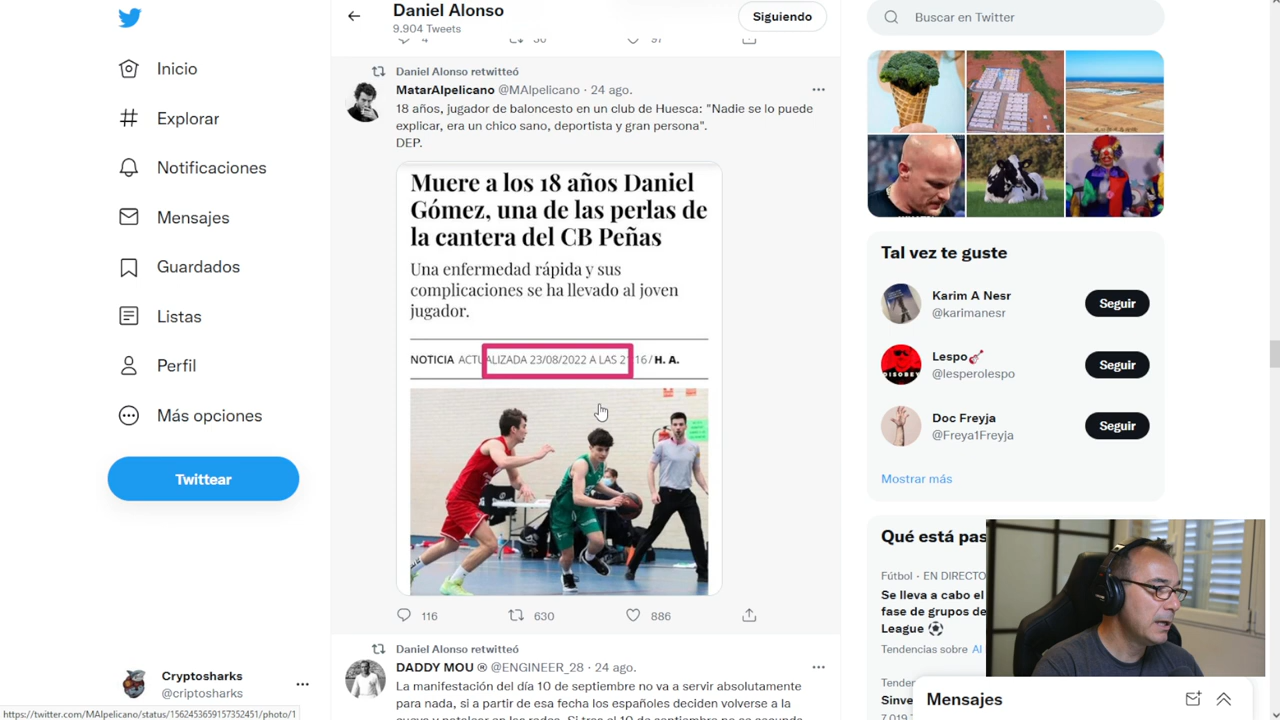 Daniel Alonso
9.904 Tweets
Siguiendo
Buscar en Twitter
Inicio
Explorar
Notificaciones
Mensajes
Guardados
Listas
Perfil
Más opciones
Twittear
Cryptosharks
@criptosharks
https://twitter.com/MAlpelicano/status/1562453659157352451/photo/1
Daniel Alonso retwitteó
MatarAlpelicano @MAlpelicano · 24 ago.
18 años, jugador de baloncesto en un club de Huesca: "Nadie se lo puede
explicar, era un chico sano, deportista y gran persona".
DEP.
Muere a los 18 años Daniel
Gómez, una de las perlas de
la cantera del CB Peñas
Una enfermedad rápida y sus
complicaciones se ha llevado al joven
jugador.
NOTICIA ACTUALIZADA 23/08/2022 A LAS 21:16 / H. A.
116
630
886
Daniel Alonso retwitteó
DADDY MOU ® @ENGINEER_28 · 24 ago.
La manifestación del día 10 de septiembre no va a servir absolutamente
para nada, si a partir de esa fecha los españoles deciden volverse a la
Tal vez te guste
Karim A Nesr
@karimanesr
Seguir
Lespo
@lesperolespo
Seguir
DISOBEY
Doc Freyja
@Freya1Freyja
Seguir
Mostrar más
Qué está pas
Fútbol · EN DIRECTO
Se lleva a cabo el
fase de grupos de
League
Tendencias sobre Al
Tender
Sinve
Mensajes